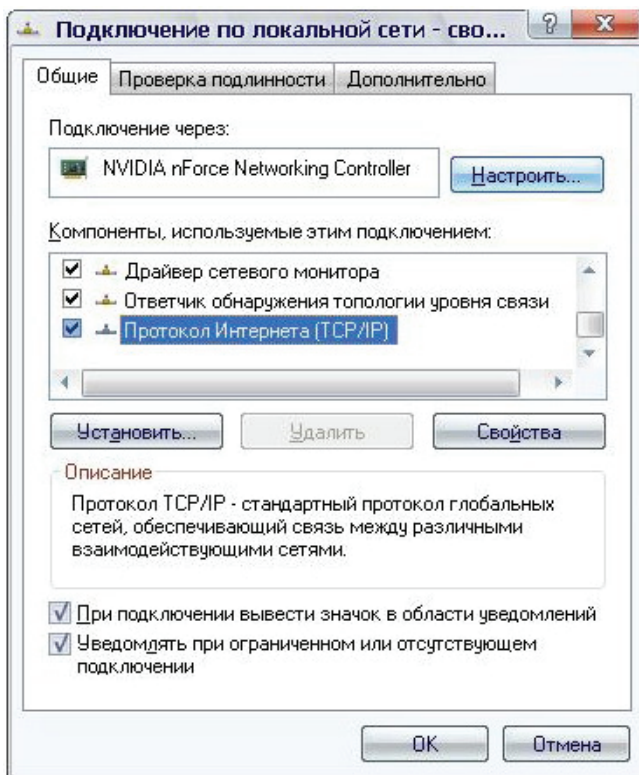 Подключение по локальной сети - сво...
Общие Проверка подлинности Дополнительно
Подключение через:
NVIDIA nForce Networking Controller Настроить...
Компоненты, используемые этим подключением:
Драйвер сетевого монитора
Ответчик обнаружения топологии уровня связи
Протокол Интернета (TCP/IP)
Установить... Удалить Свойства
Описание
Протокол TCP/IP - стандартный протокол глобальных
сетей, обеспечивающий связь между различными
взаимодействующими сетями.
При подключении вывести значок в области уведомлений
Уведомлять при ограниченном или отсутствующем
подключении
OK Отмена